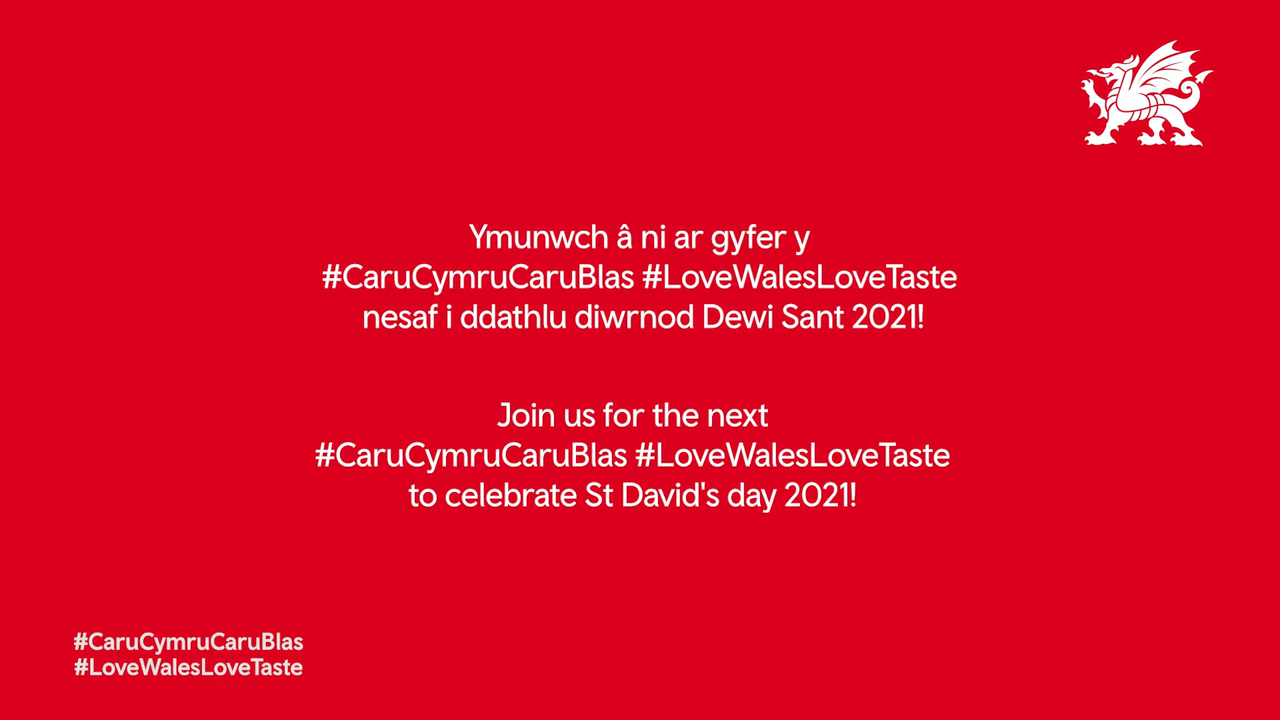 Ymunwch â ni ar gyfer y
#CaruCymruCaruBlas #LoveWalesLoveTaste
nesaf i ddathlu diwrnod Dewi Sant 2021!
Join us for the next
#CaruCymruCaruBlas #LoveWalesLoveTaste
to celebrate St David's day 2021!
#CaruCymruCaruBlas
#LoveWalesLoveTaste